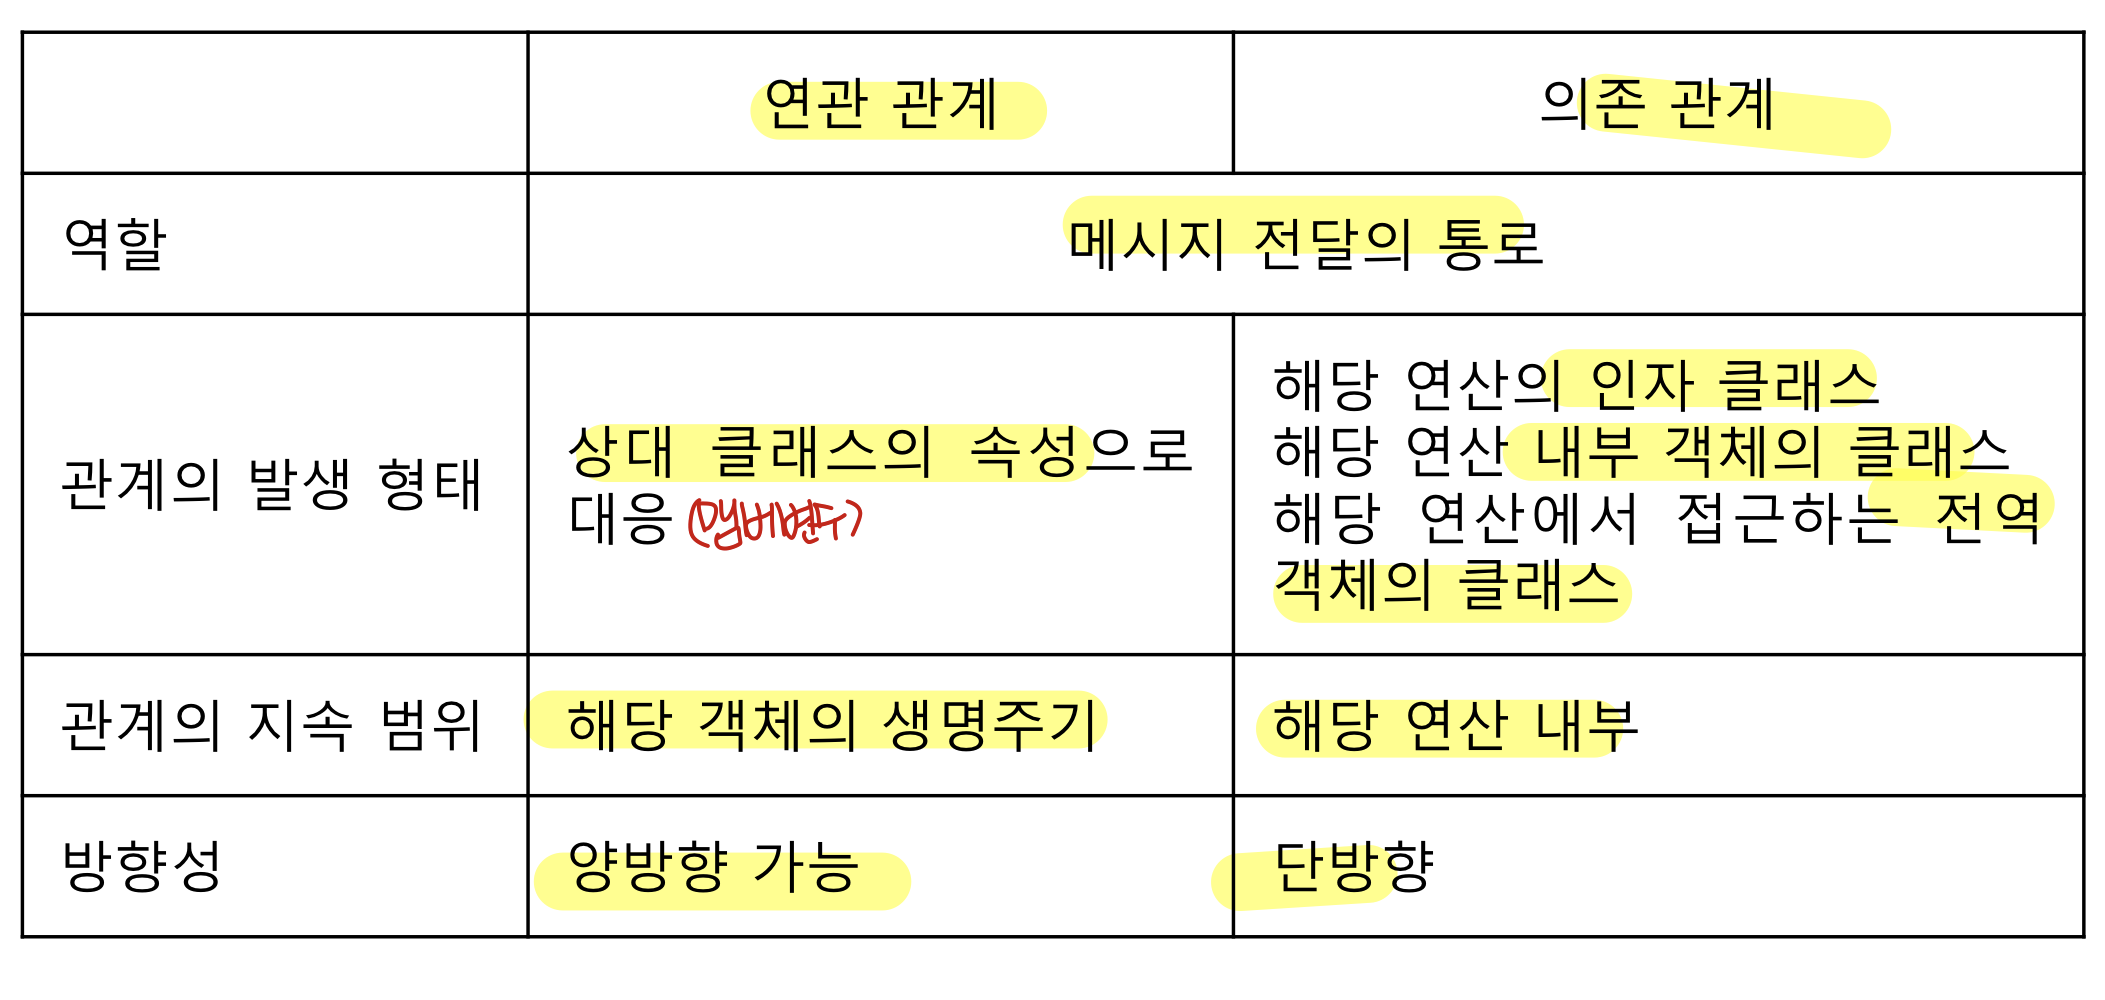 연관 관계 의존 관계
역할 메시지 전달의 통로
관계의 발생 형태
상대 클래스의 속성으로
대응 (멤버변수)
해당 연산의 인자 클래스
해당 연산 내부 객체의 클래스
해당 연산에서 접근하는 전역
객체의 클래스
관계의 지속 범위 해당 객체의 생명주기 해당 연산 내부
방향성 양방향 가능 단방향